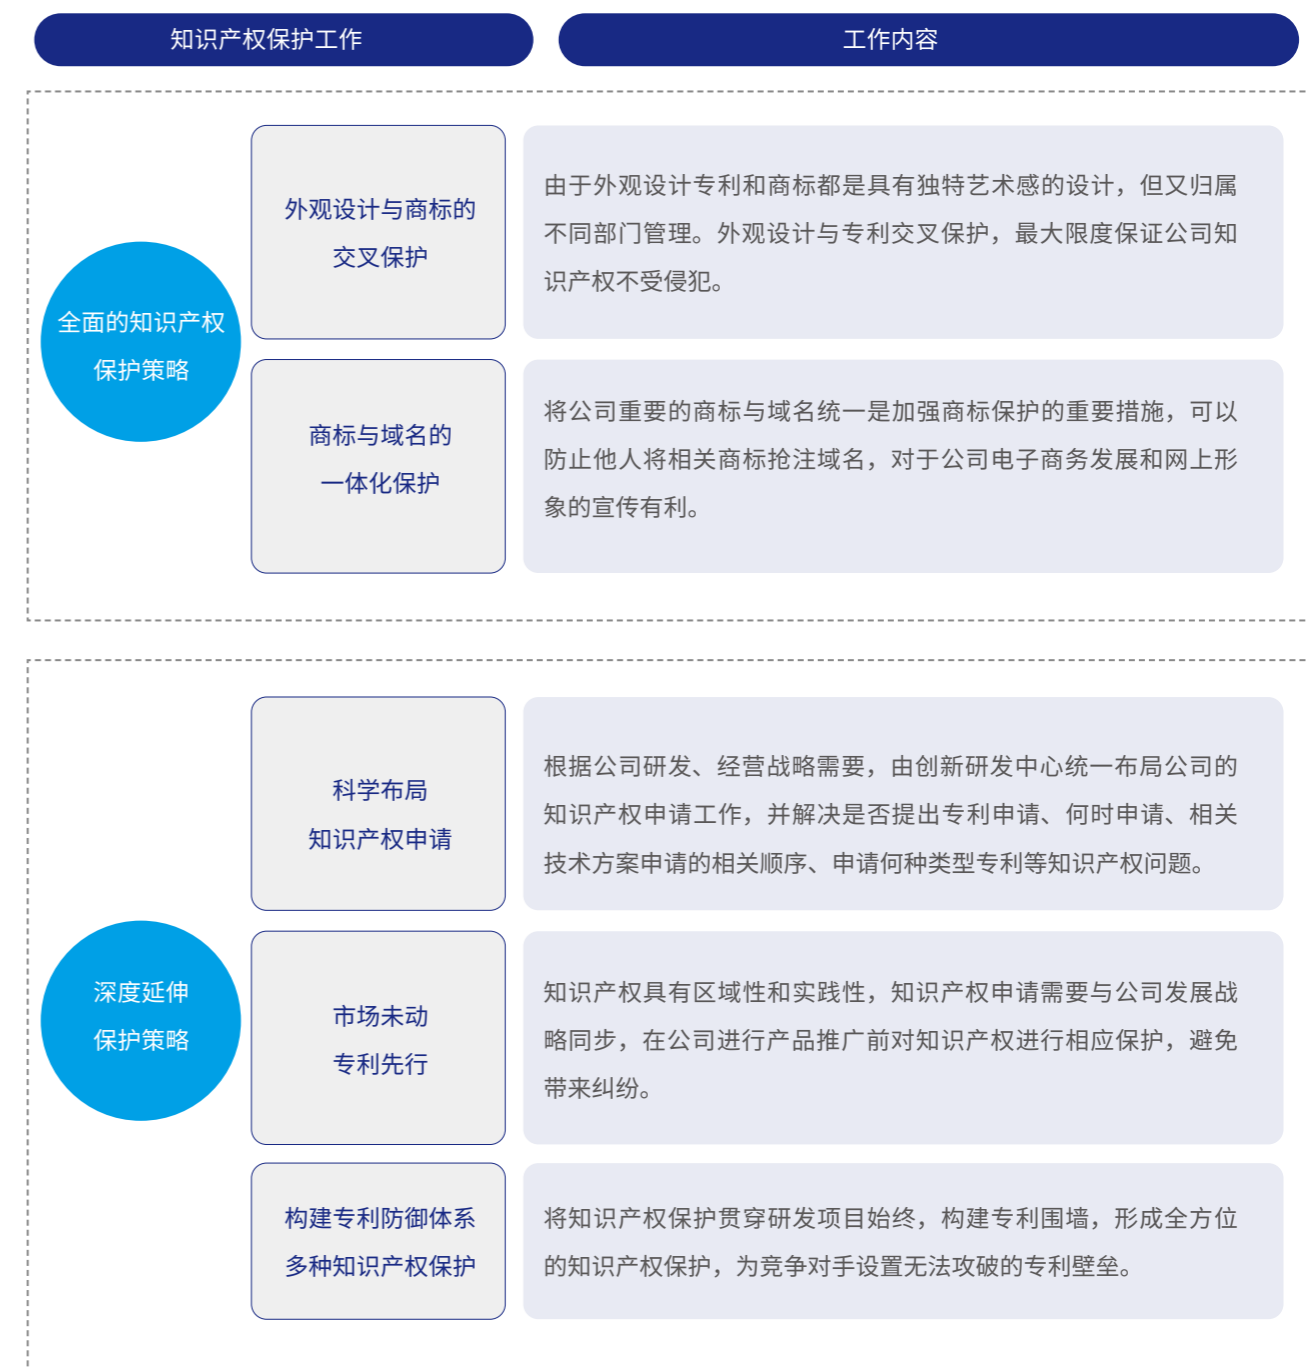 知识产权保护工作
工作内容
全面的知识产权
保护策略
外观设计与商标的
交叉保护
由于外观设计专利和商标都是具有独特艺术感的设计，但又归属
不同部门管理。外观设计与专利交叉保护，最大限度保证公司知
识产权不受侵犯。
商标与域名的
一体化保护
将公司重要的商标与域名统一是加强商标保护的重要措施，可以
防止他人将相关商标抢注域名，对于公司电子商务发展和网上形
象的宣传有利。
深度延伸
保护策略
科学布局
知识产权申请
根据公司研发、经营战略需要，由创新研发中心统一布局公司的
知识产权申请工作，并解决是否提出专利申请、何时申请、相关
技术方案申请的相关顺序、申请何种类型专利等知识产权问题。
市场未动
专利先行
知识产权具有区域性和实践性，知识产权申请需要与公司发展战
略同步，在公司进行产品推广前对知识产权进行相应保护，避免
带来纠纷。
构建专利防御体系
多种知识产权保护
将知识产权保护贯穿研发项目始终，构建专利围墙，形成全方位
的知识产权保护，为竞争对手设置无法攻破的专利壁垒。